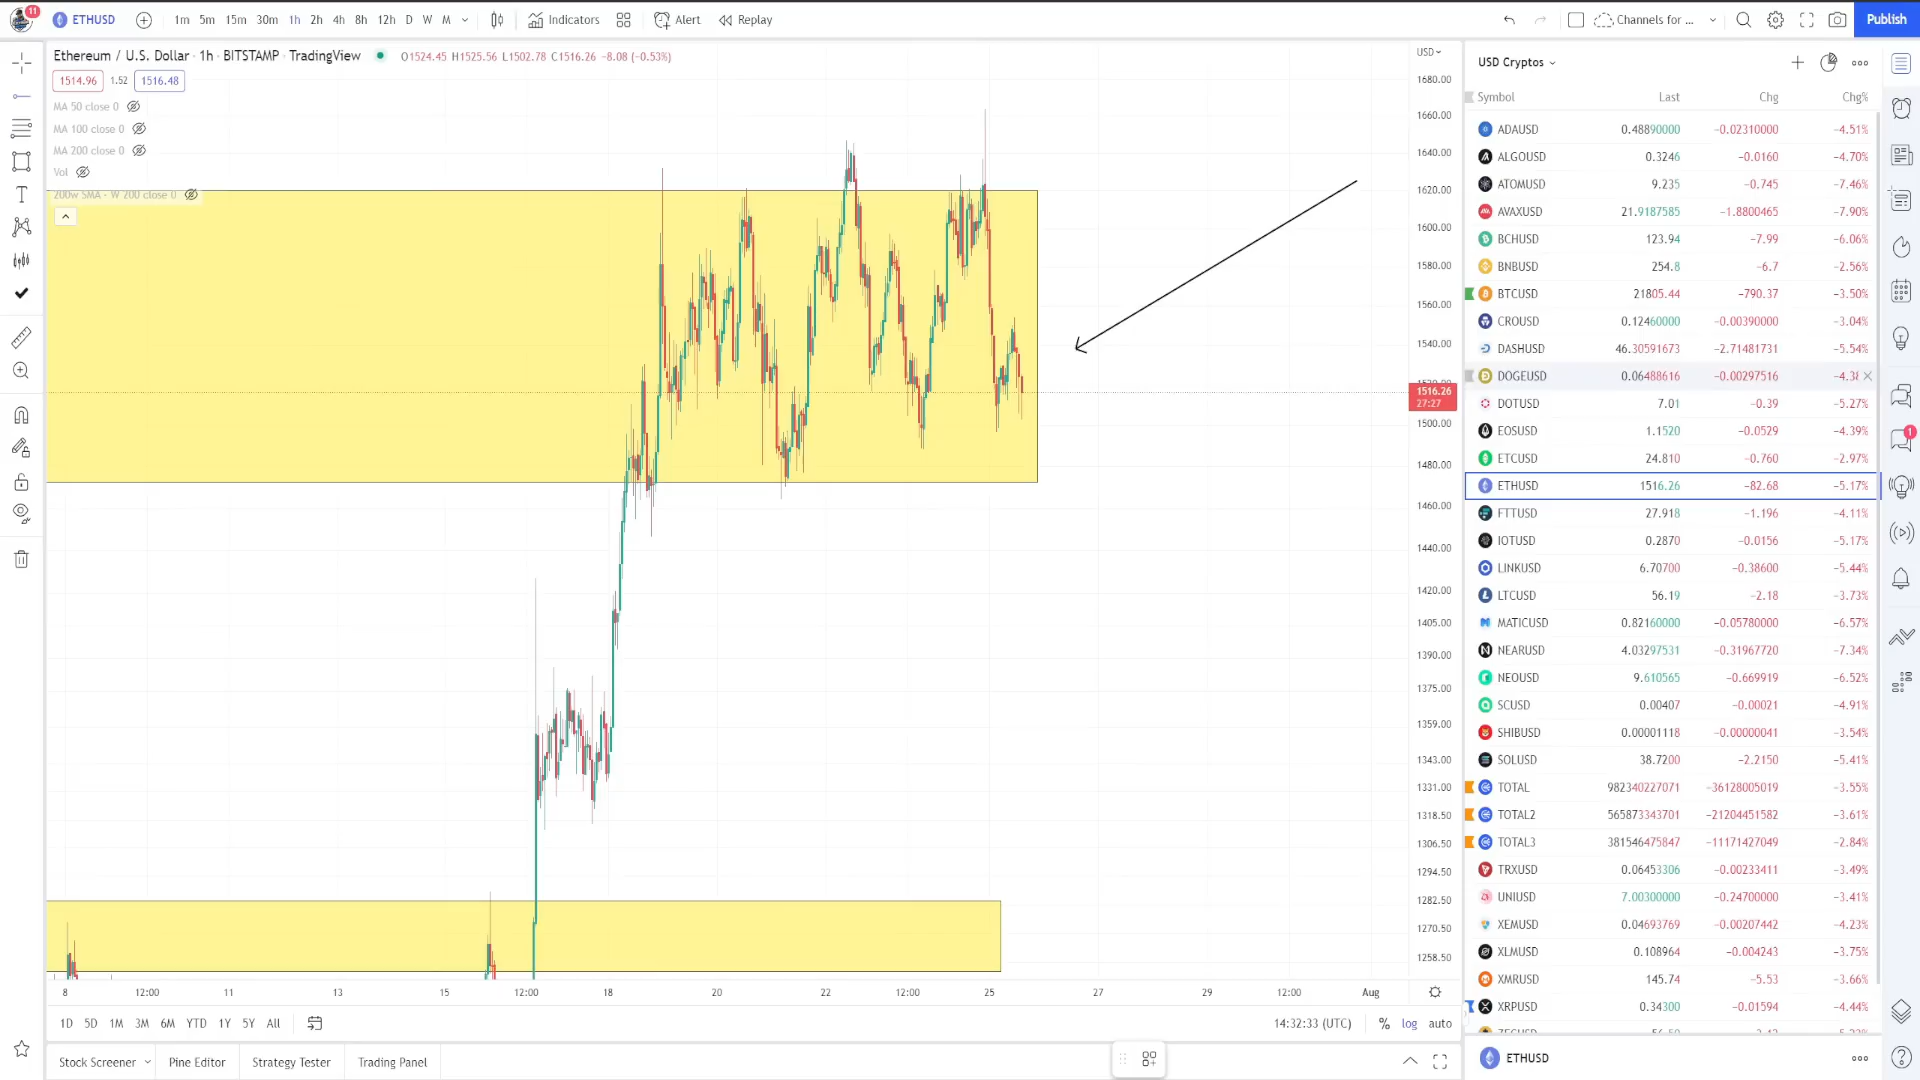 11
ETHUSD
1m 5m 15m 30m 1h 2h 4h 8h 12h D W M
Indicators
Alert
Replay
Channels for ...
Publish
Ethereum / U.S. Dollar · 1h · BITSTAMP · TradingView
O1524.45 H1525.56 L1502.78 C1516.26 −8.08 (−0.53%)
1514.96 1.52 1516.48
MA 50 close 0
MA 100 close 0
MA 200 close 0
Vol
200w SMA · W 200 close 0
USD
1680.00
1660.00
1640.00
1620.00
1600.00
1580.00
1560.00
1540.00
1520.00
1516.26
27:27
1500.00
1480.00
1460.00
1440.00
1420.00
1405.00
1390.00
1375.00
1359.00
1343.00
1331.00
1318.50
1306.50
1294.50
1282.50
1270.50
1258.50
8 12:00 11 13 15 12:00 18 20 22 12:00 25 27 29 12:00 Aug
1D 5D 1M 3M 6M YTD 1Y 5Y All
14:32:33 (UTC) % log auto
Stock Screener Pine Editor Strategy Tester Trading Panel
USD Cryptos
Symbol Last Chg Chg%
ADAUSD 0.48890000 −0.02310000 −4.51%
ALGOUSD 0.3246 −0.0160 −4.70%
ATOMUSD 9.235 −0.745 −7.46%
AVAXUSD 21.9187585 −1.8800465 −7.90%
BCHUSD 123.94 −7.99 −6.06%
BNBUSD 254.8 −6.7 −2.56%
BTCUSD 21805.44 −790.37 −3.50%
CROUSD 0.12460000 −0.00390000 −3.04%
DASHUSD 46.30591673 −2.71481731 −5.54%
DOGEUSD 0.06488616 −0.00297516
DOTUSD 7.01 −0.39 −5.27%
EOSUSD 1.1520 −0.0529 −4.39%
ETCUSD 24.810 −0.760 −2.97%
ETHUSD 1516.26 −82.68 −5.17%
FTTUSD 27.918 −1.196 −4.11%
IOTUSD 0.2870 −0.0156 −5.17%
LINKUSD 6.70700 −0.38600 −5.44%
LTCUSD 56.19 −2.18 −3.73%
MATICUSD 0.82160000 −0.05780000 −6.57%
NEARUSD 4.03297531 −0.31967720 −7.34%
NEOUSD 9.610565 −0.669919 −6.52%
SCUSD 0.00407 −0.00021 −4.91%
SHIBUSD 0.00001118 −0.00000041 −3.54%
SOLUSD 38.7200 −2.2150 −5.41%
TOTAL 982340227071 −36128005019 −3.55%
TOTAL2 565873343701 −21204451582 −3.61%
TOTAL3 381546475847 −11171427049 −2.84%
TRXUSD 0.06453306 −0.00233411 −3.49%
UNIUSD 7.00300000 −0.24700000 −3.41%
XEMUSD 0.04693769 −0.00207442 −4.23%
XLMUSD 0.108964 −0.004243 −3.75%
XMRUSD 145.74 −5.53 −3.66%
XRPUSD 0.34300 −0.01594 −4.44%
ETHUSD
1